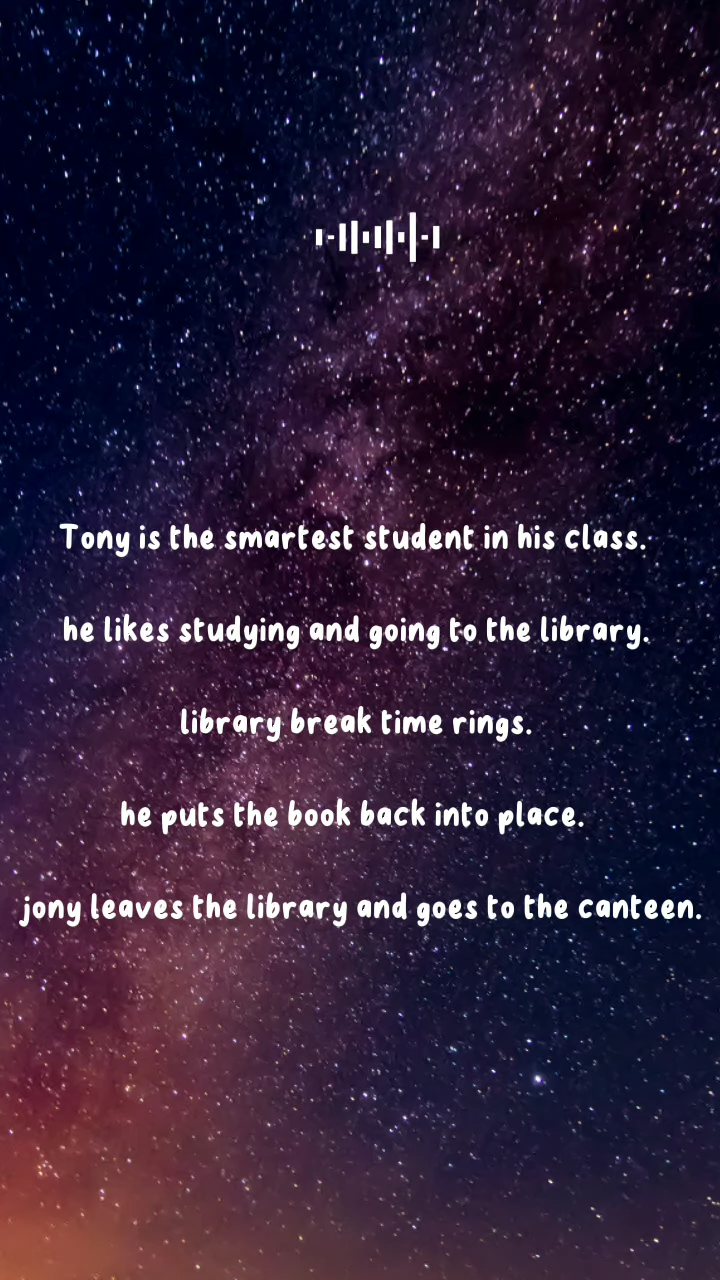 Tony is the smartest student in his class.
he likes studying and going to the library.
library break time rings.
he puts the book back into place.
jony leaves the library and goes to the canteen.